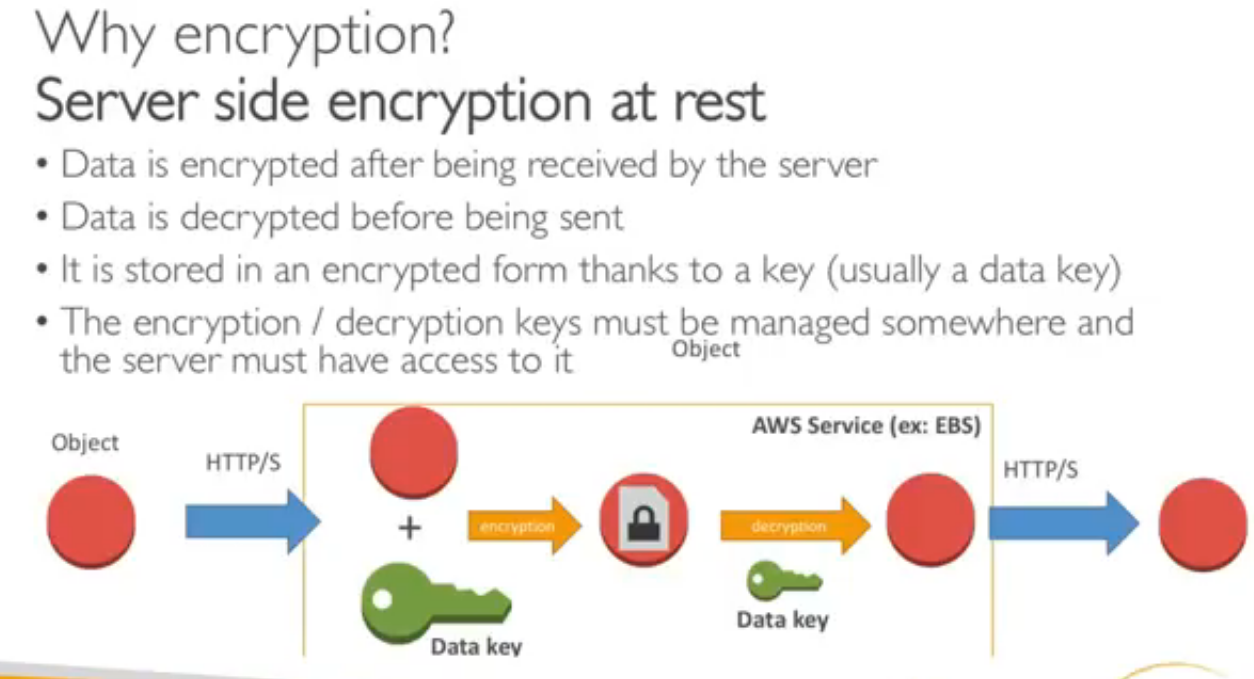 Why encryption?
Server side encryption at rest
• Data is encrypted after being received by the server
• Data is decrypted before being sent
• It is stored in an encrypted form thanks to a key (usually a data key)
• The encryption / decryption keys must be managed somewhere and
the server must have access to it
Object
AWS Service (ex: EBS)
Object
HTTP/S
HTTP/S
+
encryption
decryption
Data key
Data key